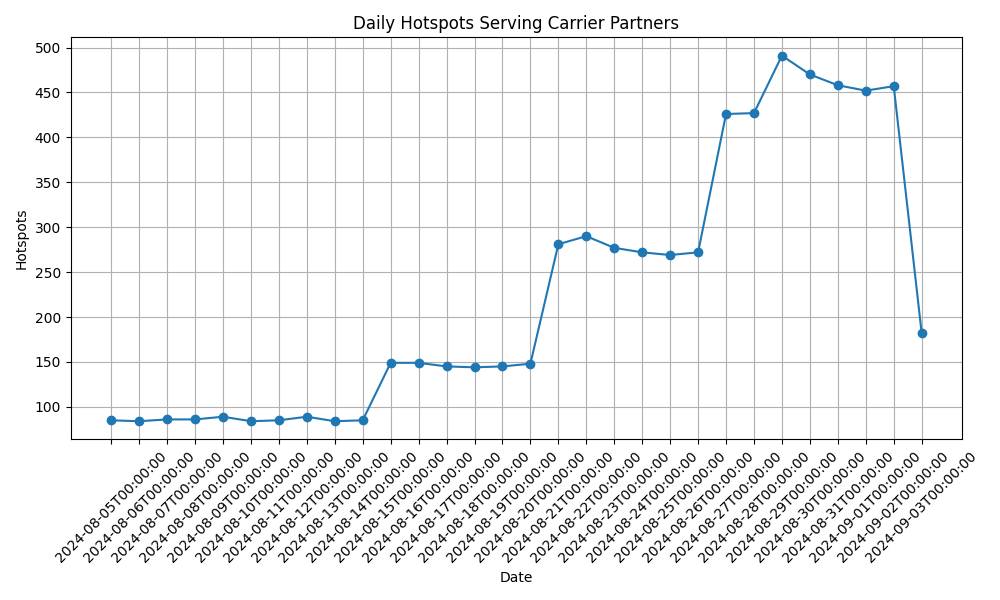 Daily Hotspots Serving Carrier Partners
500
450
400
350
300
250
200
150
100
Hotspots
2024-08-05T00:00:00
2024-08-06T00:00:00
2024-08-07T00:00:00
2024-08-08T00:00:00
2024-08-09T00:00:00
2024-08-10T00:00:00
2024-08-11T00:00:00
2024-08-12T00:00:00
2024-08-13T00:00:00
2024-08-14T00:00:00
2024-08-15T00:00:00
2024-08-16T00:00:00
2024-08-17T00:00:00
2024-08-18T00:00:00
2024-08-19T00:00:00
2024-08-20T00:00:00
2024-08-21T00:00:00
2024-08-22T00:00:00
2024-08-23T00:00:00
2024-08-24T00:00:00
2024-08-25T00:00:00
2024-08-26T00:00:00
2024-08-27T00:00:00
2024-08-28T00:00:00
2024-08-29T00:00:00
2024-08-30T00:00:00
2024-08-31T00:00:00
2024-09-01T00:00:00
2024-09-02T00:00:00
2024-09-03T00:00:00
Date